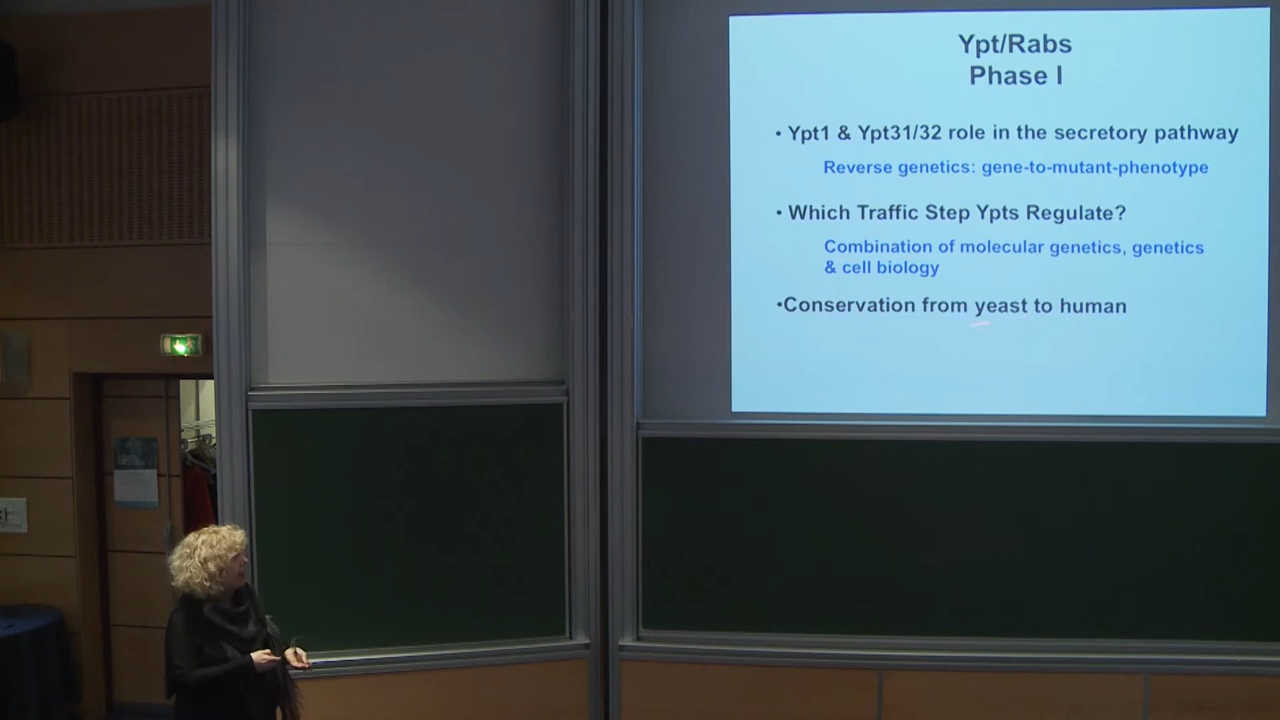 Ypt/Rabs
Phase I
• Ypt1 & Ypt31/32 role in the secretory pathway
Reverse genetics: gene-to-mutant-phenotype
• Which Traffic Step Ypts Regulate?
Combination of molecular genetics, genetics
& cell biology
•Conservation from yeast to human